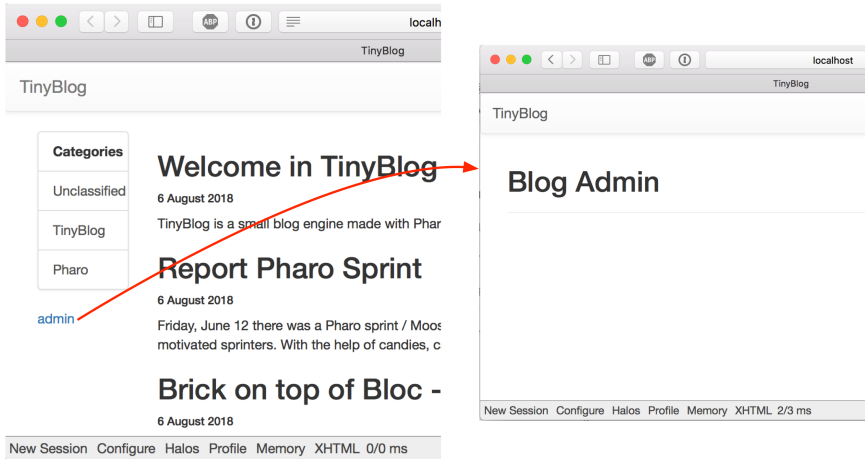 ABP
localh
TinyBlog
TinyBlog
Categories
Unclassified
TinyBlog
Pharo
admin
Welcome in TinyBlog
6 August 2018
TinyBlog is a small blog engine made with Phar
Report Pharo Sprint
6 August 2018
Friday, June 12 there was a Pharo sprint / Moos
motivated sprinters. With the help of candies, c
Brick on top of Bloc -
6 August 2018
New Session Configure Halos Profile Memory XHTML 0/0 ms
ABP
localhost
TinyBlog
TinyBlog
Blog Admin
New Session Configure Halos Profile Memory XHTML 2/3 ms